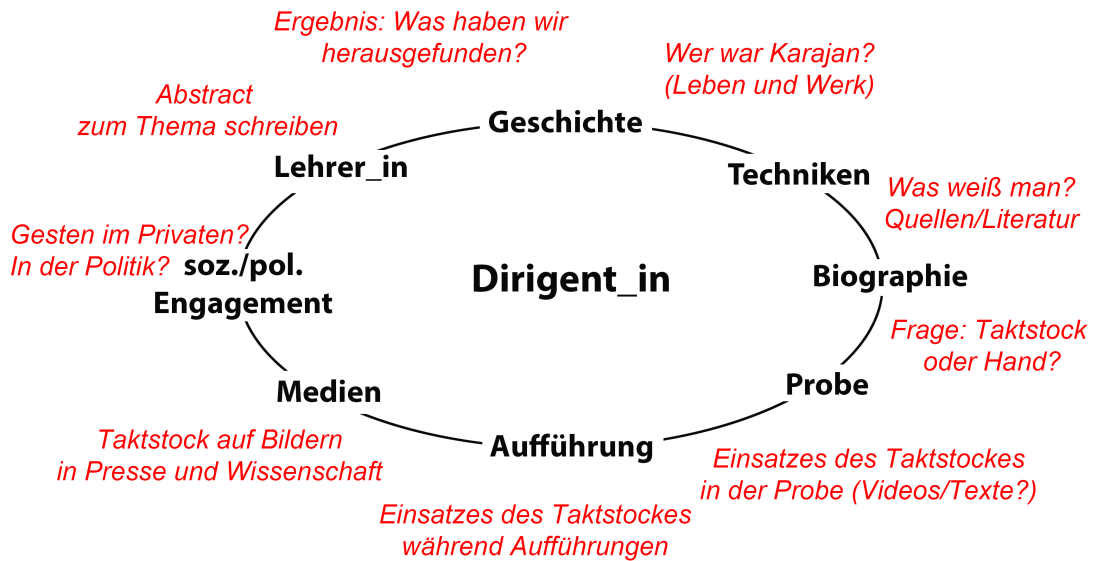 Ergebnis: Was haben wir
herausgefunden?
Wer war Karajan?
(Leben und Werk)
Abstract
zum Thema schreiben
Geschichte
Lehrer_in
Techniken
Was weiß man?
Quellen/Literatur
Gesten im Privaten?
In der Politik?
soz./pol.
Engagement
Dirigent_in
Biographie
Frage: Taktstock
oder Hand?
Medien
Probe
Taktstock auf Bildern
in Presse und Wissenschaft
Aufführung
Einsatzes des Taktstockes
in der Probe (Videos/Texte?)
Einsatzes des Taktstockes
während Aufführungen